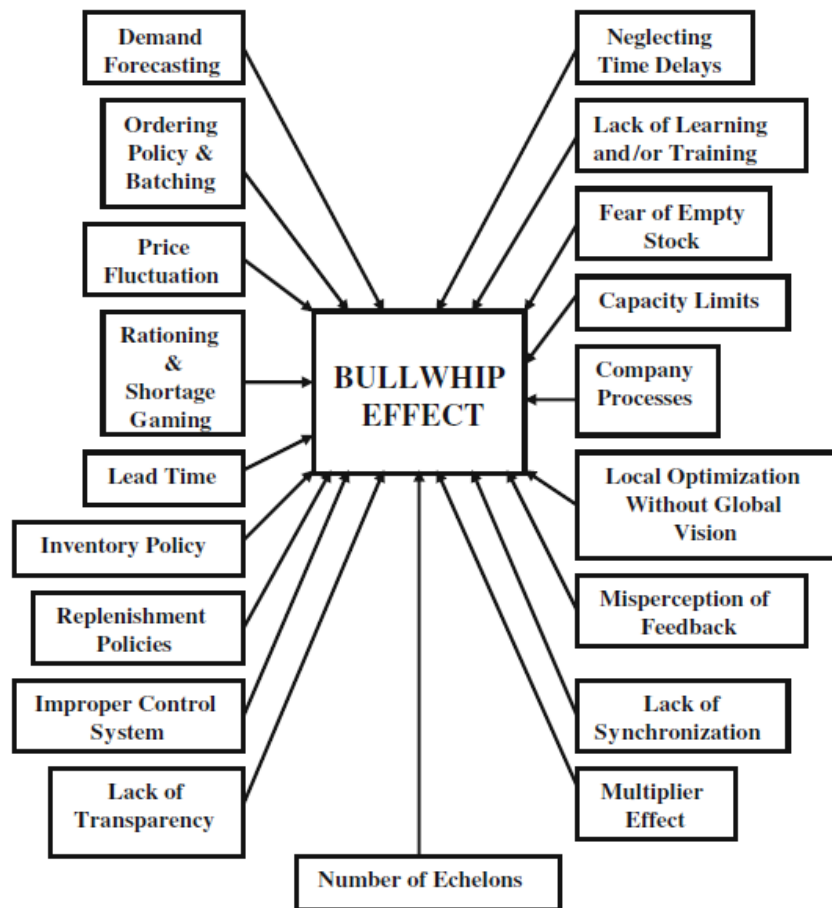 Demand
Forecasting
Ordering
Policy &
Batching
Price
Fluctuation
Rationing
&
Shortage
Gaming
Lead Time
Inventory Policy
Replenishment
Policies
Improper Control
System
Lack of
Transparency
Number of Echelons
BULLWHIP
EFFECT
Neglecting
Time Delays
Lack of Learning
and/or Training
Fear of Empty
Stock
Capacity Limits
Company
Processes
Local Optimization
Without Global
Vision
Misperception of
Feedback
Lack of
Synchronization
Multiplier
Effect